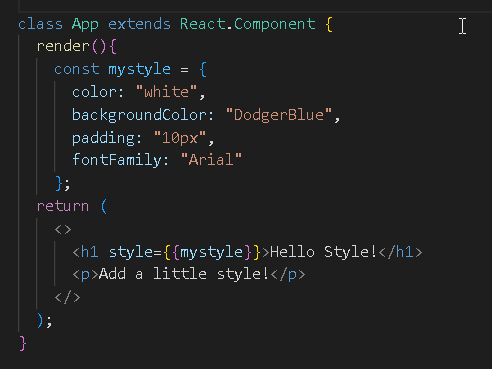 class App extends React.Component {
  render(){
    const mystyle = {
      color: "white",
      backgroundColor: "DodgerBlue",
      padding: "10px",
      fontFamily: "Arial"
    };
  return (
    <>
      <h1 style={{mystyle}}>Hello Style!</h1>
      <p>Add a little style!</p>
    </>
  );
}